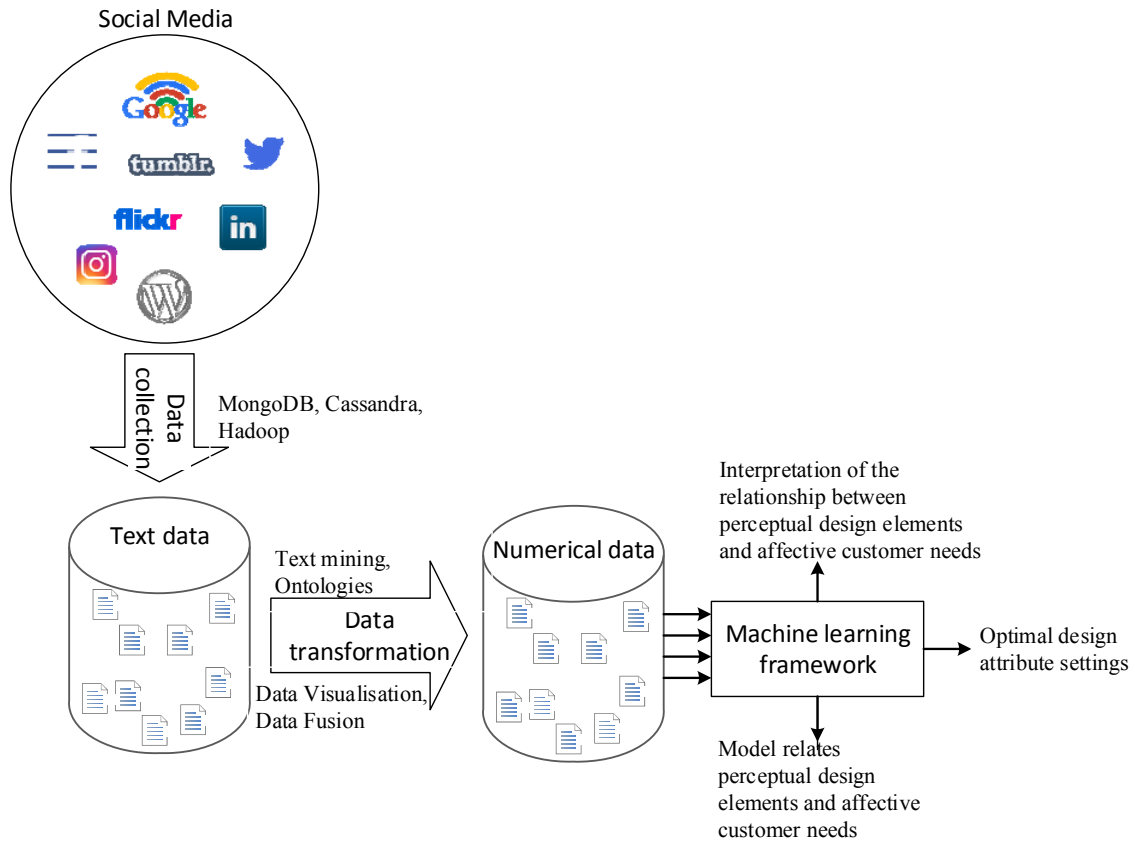 Social Media
Google
tumblr.
flickr
in
W
Data
collection
MongoDB, Cassandra,
Hadoop
Text data
Text mining,
Ontologies
Data
transformation
Data Visualisation,
Data Fusion
Numerical data
Interpretation of the
relationship between
perceptual design elements
and affective customer needs
Machine learning
framework
Optimal design
attribute settings
Model relates
perceptual design
elements and affective
customer needs